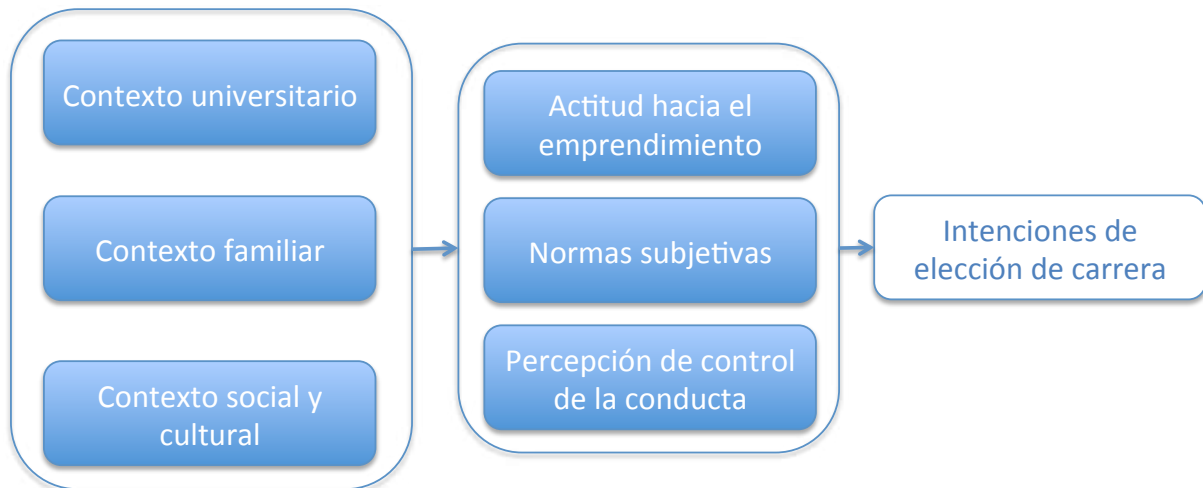 Contexto universitario
Contexto familiar
Contexto social y
cultural
Actitud hacia el
emprendimiento
Normas subjetivas
Percepción de control
de la conducta
Intenciones de
elección de carrera